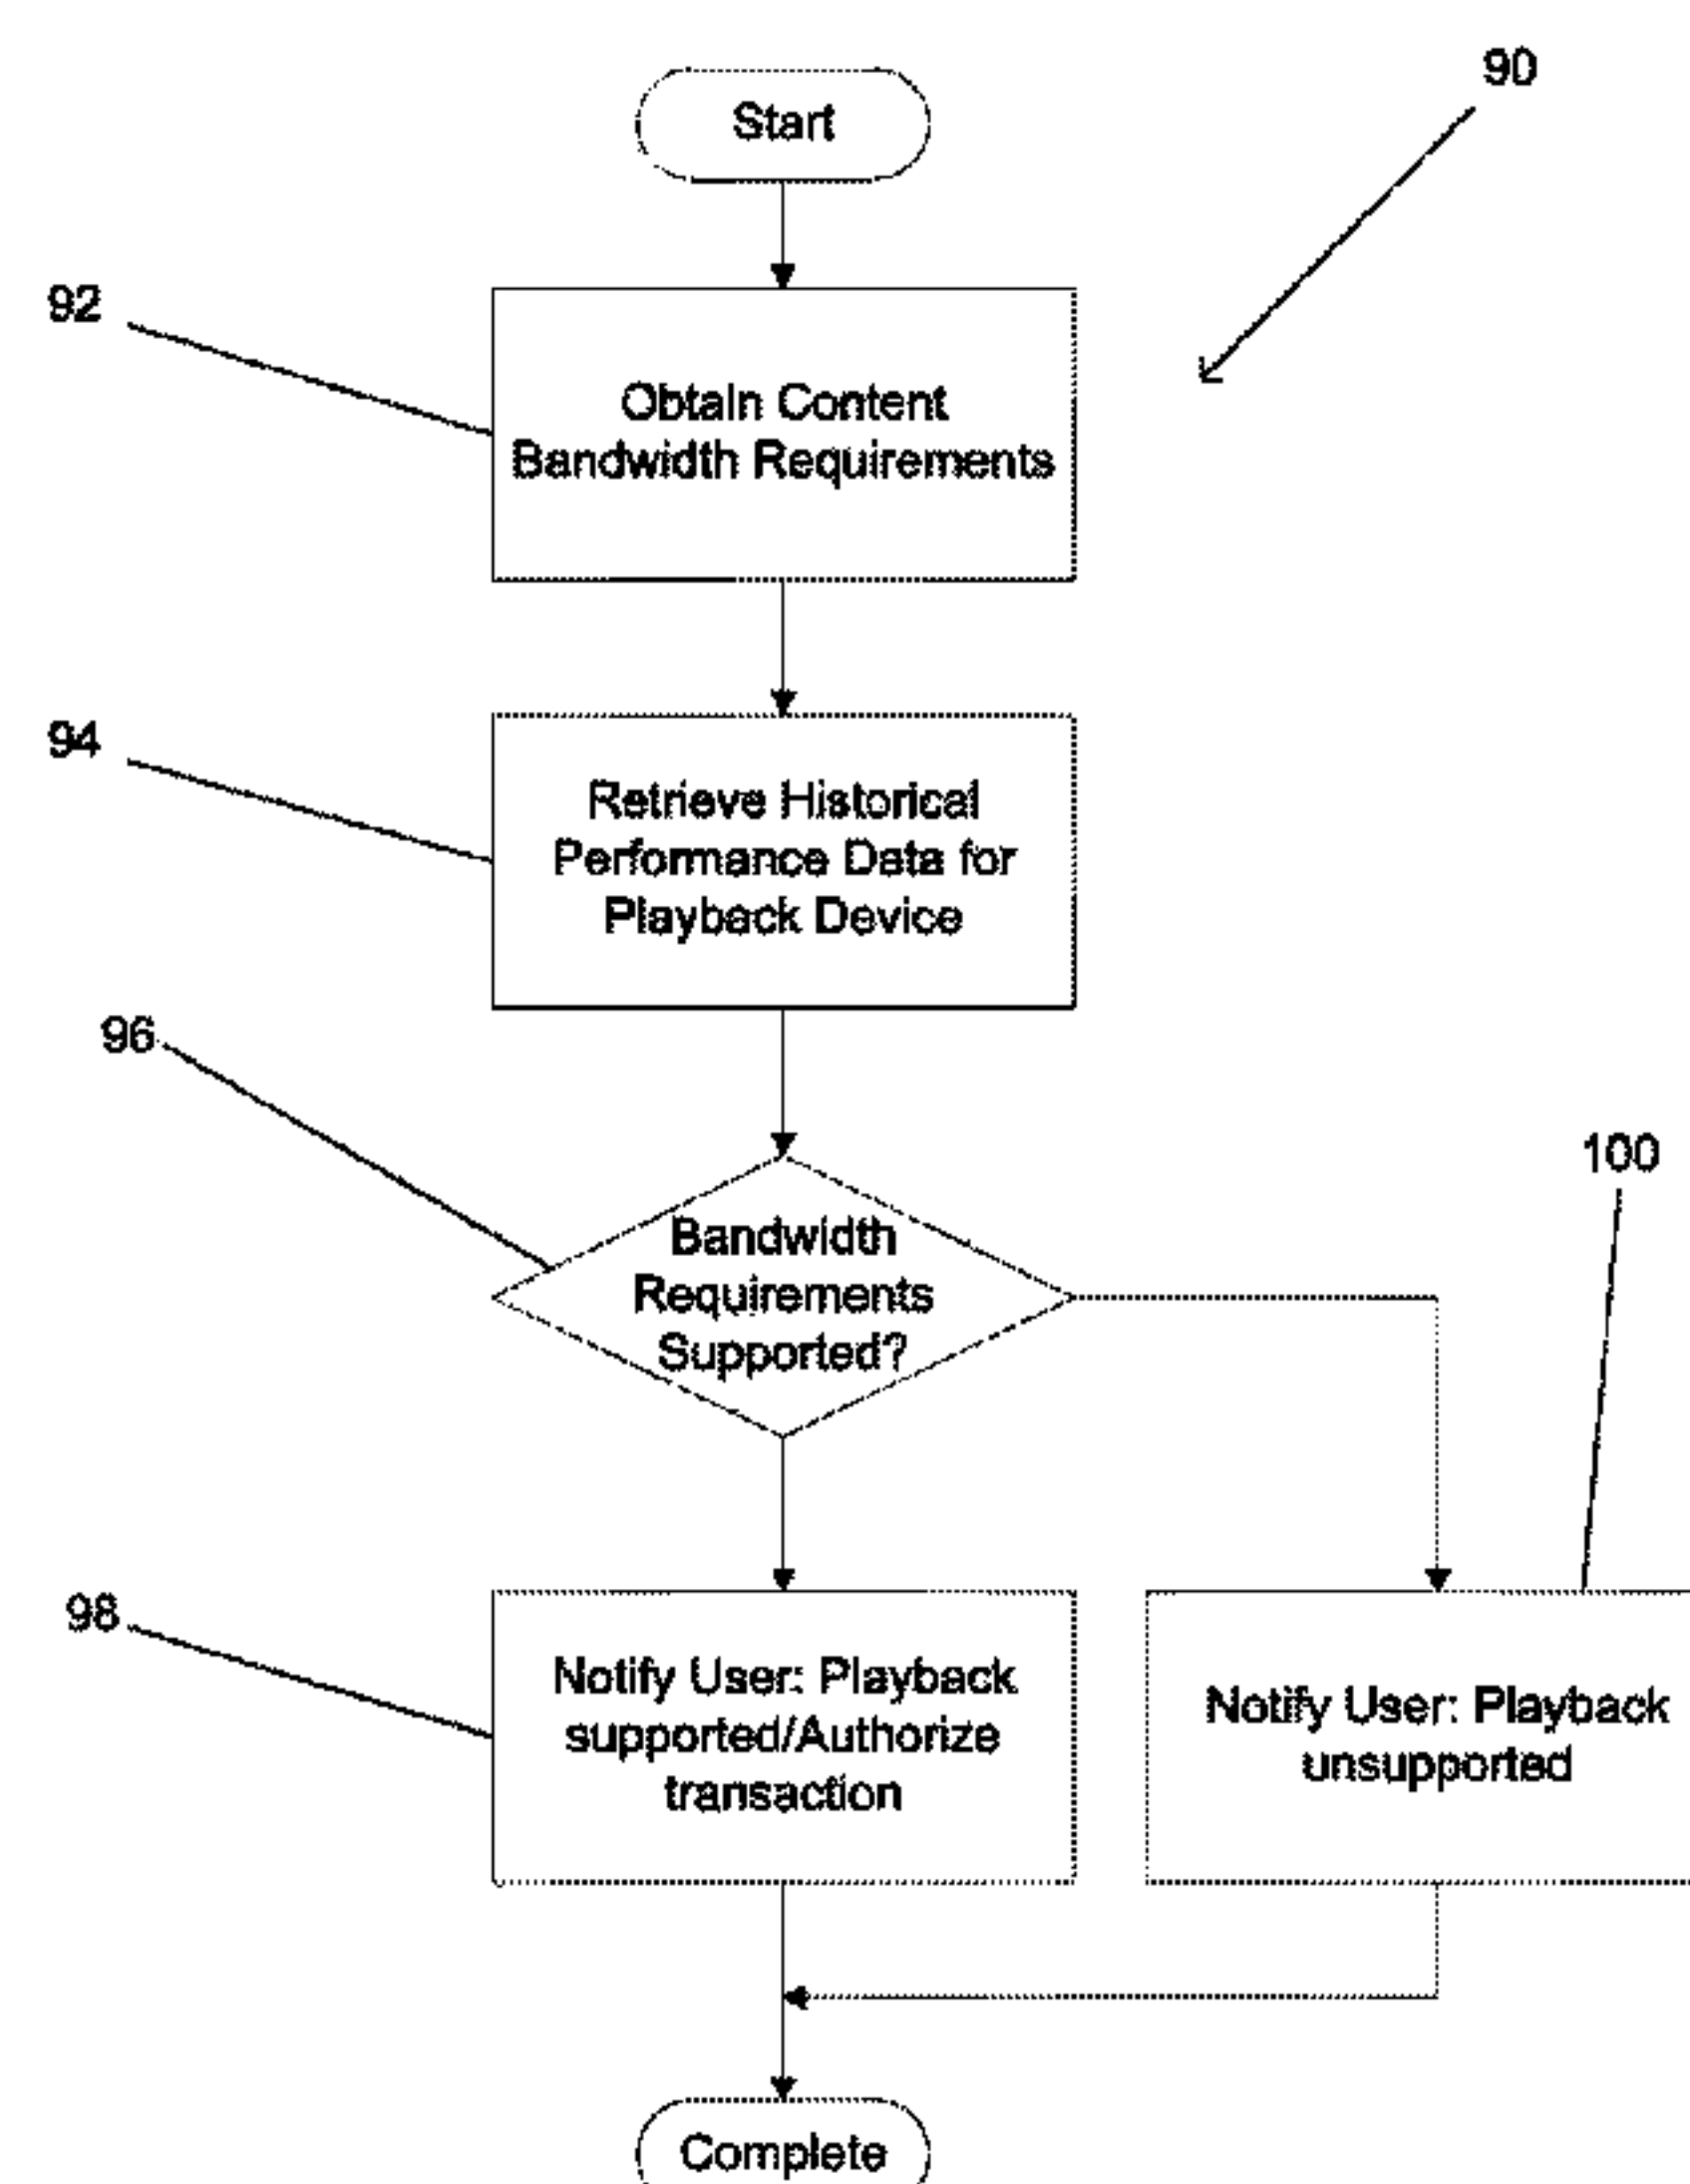 90
Start
92
Obtain Content
Bandwidth Requirements
94
Retrieve Historical
Performance Data for
Playback Device
96
Bandwidth
Requirements
Supported?
100
98
Notify User: Playback
supported/Authorize
transaction
Notify User: Playback
unsupported
Complete